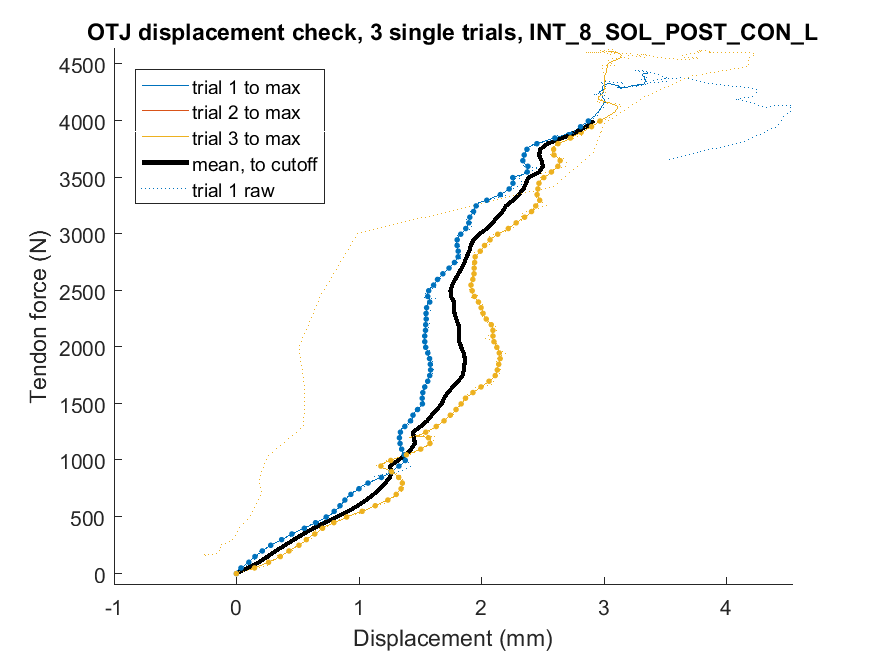 OTJ displacement check, 3 single trials, INT_8_SOL_POST_CON_L
4500
4000
3500
3000
2500
2000
1500
1000
500
0
Tendon force (N)
trial 1 to max
trial 2 to max
trial 3 to max
mean, to cutoff
trial 1 raw
-1
0
1
2
3
4
Displacement (mm)